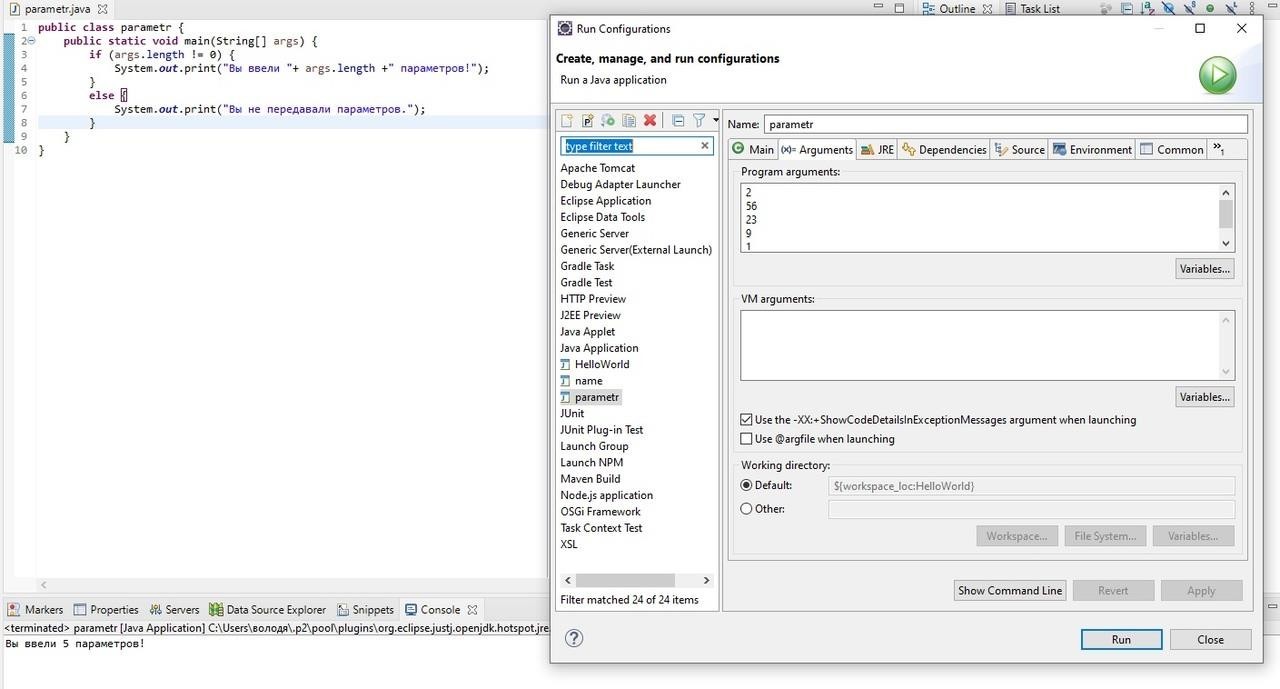 parametr.java
Outline
Task List
1 public class parametr {
2 public static void main(String[] args) {
3 if (args.length != 0) {
4 System.out.print("Вы ввели "+ args.length +" параметров!");
5 }
6 else {
7 System.out.print("Вы не передавали параметров.");
8 }
9 }
10 }
Run Configurations
Create, manage, and run configurations
Run a Java application
type filter text
Apache Tomcat
Debug Adapter Launcher
Eclipse Application
Eclipse Data Tools
Generic Server
Generic Server(External Launch)
Gradle Task
Gradle Test
HTTP Preview
J2EE Preview
Java Applet
Java Application
HelloWorld
name
parametr
JUnit
JUnit Plug-in Test
Launch Group
Launch NPM
Maven Build
Node.js application
OSGi Framework
Task Context Test
XSL
Filter matched 24 of 24 items
Name: parametr
Main (x)= Arguments JRE Dependencies Source Environment Common »1
Program arguments:
2
56
23
9
1
Variables...
VM arguments:
Variables...
Use the -XX:+ShowCodeDetailsInExceptionMessages argument when launching
Use @argfile when launching
Working directory:
Default: ${workspace_loc:HelloWorld}
Other:
Workspace... File System... Variables...
Show Command Line Revert Apply
Run Close
Markers Properties Servers Data Source Explorer Snippets Console
<terminated> parametr [Java Application] C:\Users\володя\.p2\pool\plugins\org.eclipse.justj.openjdk.hotspot.jre
Вы ввели 5 параметров!